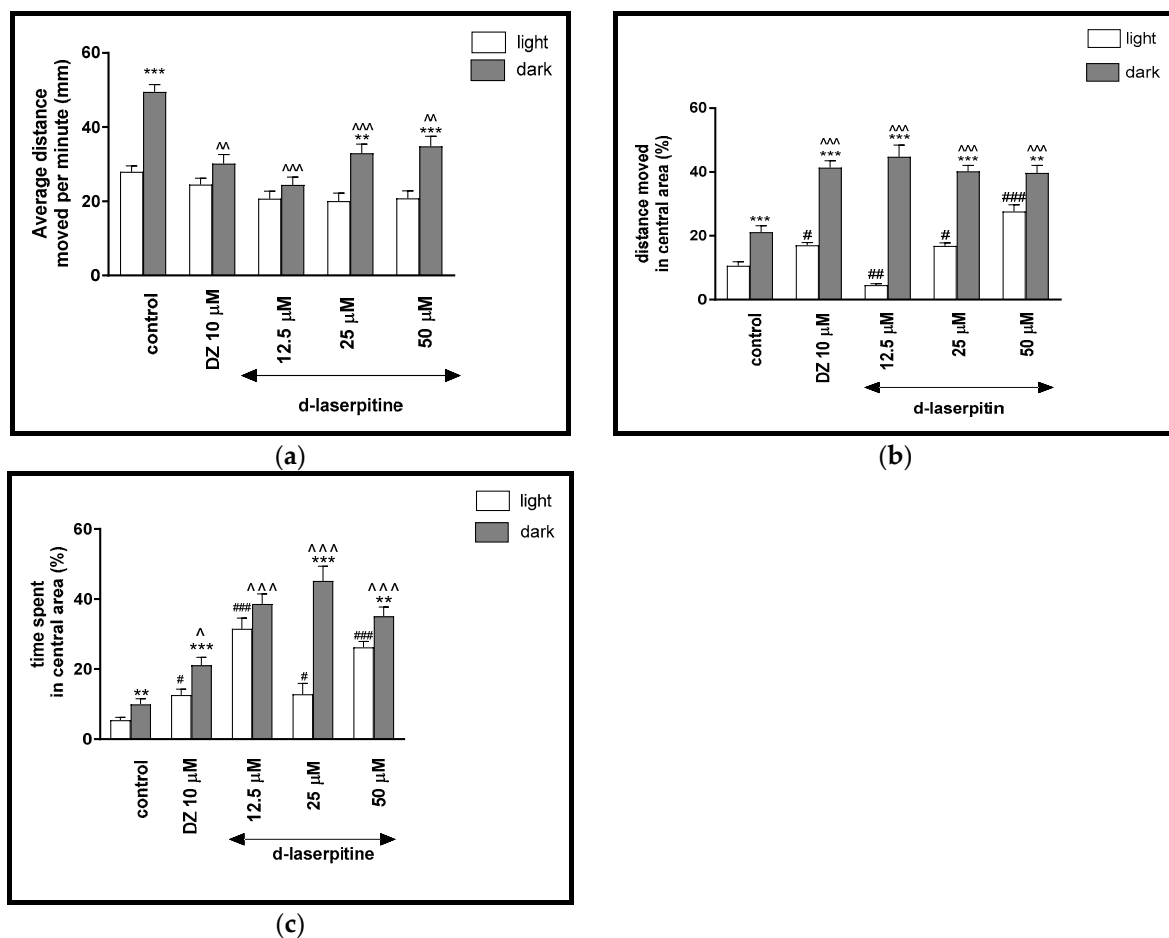 light
dark
Average distance
moved per minute (mm)
60
40
20
0
***
^^
^^^
^^^
**
^^
***
control
DZ 10 μM
12.5 μM
25 μM
50 μM
d-laserpitine
(a)
light
dark
distance moved
in central area (%)
60
40
20
0
***
#
^^^
***
##
^^^
***
#
^^^
***
###
^^^
**
control
DZ 10 μM
12.5 μM
25 μM
50 μM
d-laserpitin
(b)
light
dark
time spent
in central area (%)
60
40
20
0
**
#
^
***
###
^^^
#
^^^
***
###
^^^
**
control
DZ 10 μM
12.5 μM
25 μM
50 μM
d-laserpitine
(c)